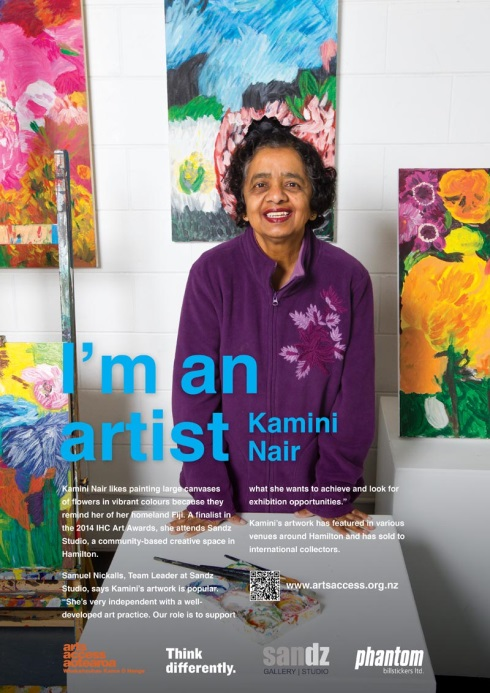 I'm an
artist
Kamini
Nair
Kamini Nair likes painting large canvases
of flowers in vibrant colours because they
remind her of her homeland Fiji. A finalist in
the 2014 IHC Art Awards, she attends Sandz
Studio, a community-based creative space in
Hamilton.
Samuel Nickalls, Team Leader at Sandz
Studio, says Kamini's artwork is popular.
"She's very independent with a well-
developed art practice. Our role is to support
what she wants to achieve and look for
exhibition opportunities."
Kamini's artwork has featured in various
venues around Hamilton and has sold to
international collectors.
www.artsaccess.org.nz
arts
access
aotearoa
Think
differently.
sandz
GALLERY | STUDIO
phantom
billstickers ltd.